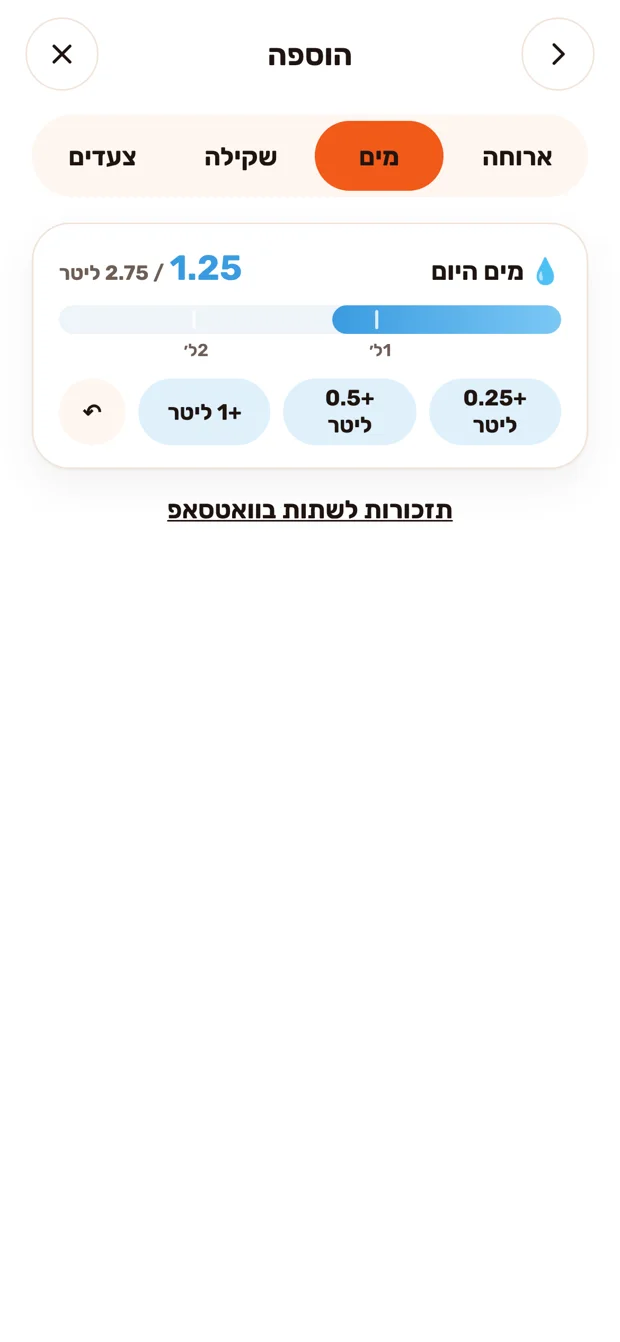 הוספה
ארוחה
מים
שקילה
צעדים
מים היום
1.25 / 2.75 ליטר
1ל׳
2ל׳
+0.25
ליטר
+0.5
ליטר
+1 ליטר
תזכורות לשתות בוואטסאפ